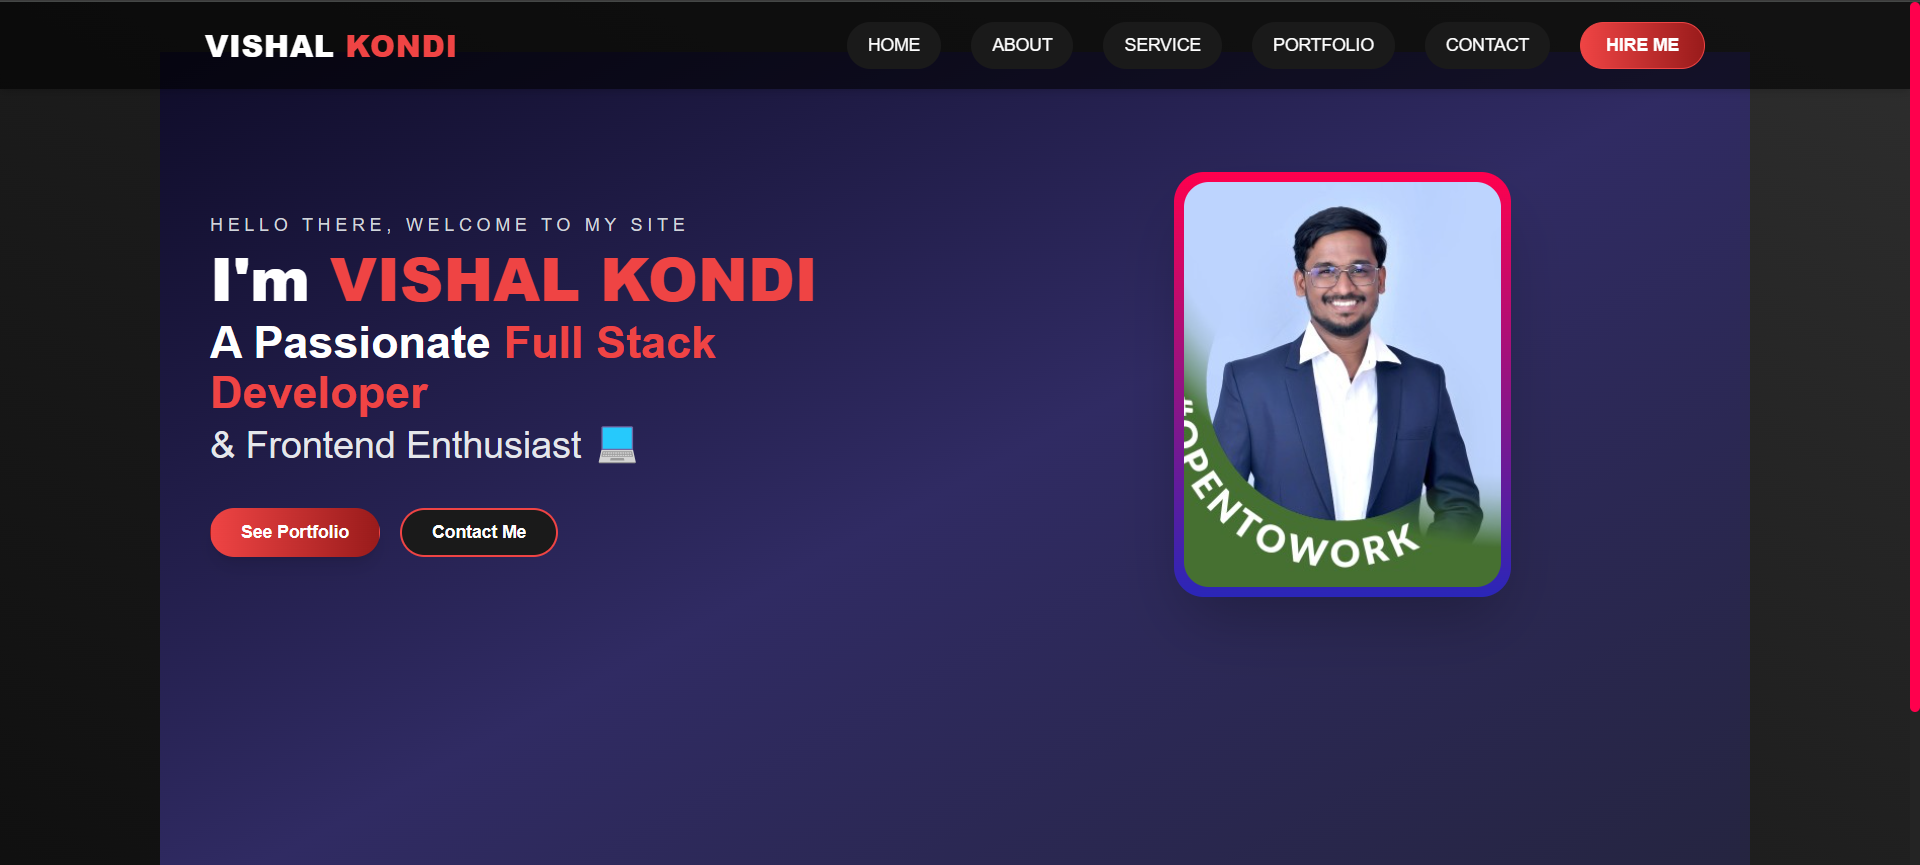 VISHAL KONDI
HOME
ABOUT
SERVICE
PORTFOLIO
CONTACT
HIRE ME
HELLO THERE, WELCOME TO MY SITE
I'm VISHAL KONDI
A Passionate Full Stack
Developer
& Frontend Enthusiast 💻
See Portfolio
Contact Me
#OPENTOWORK